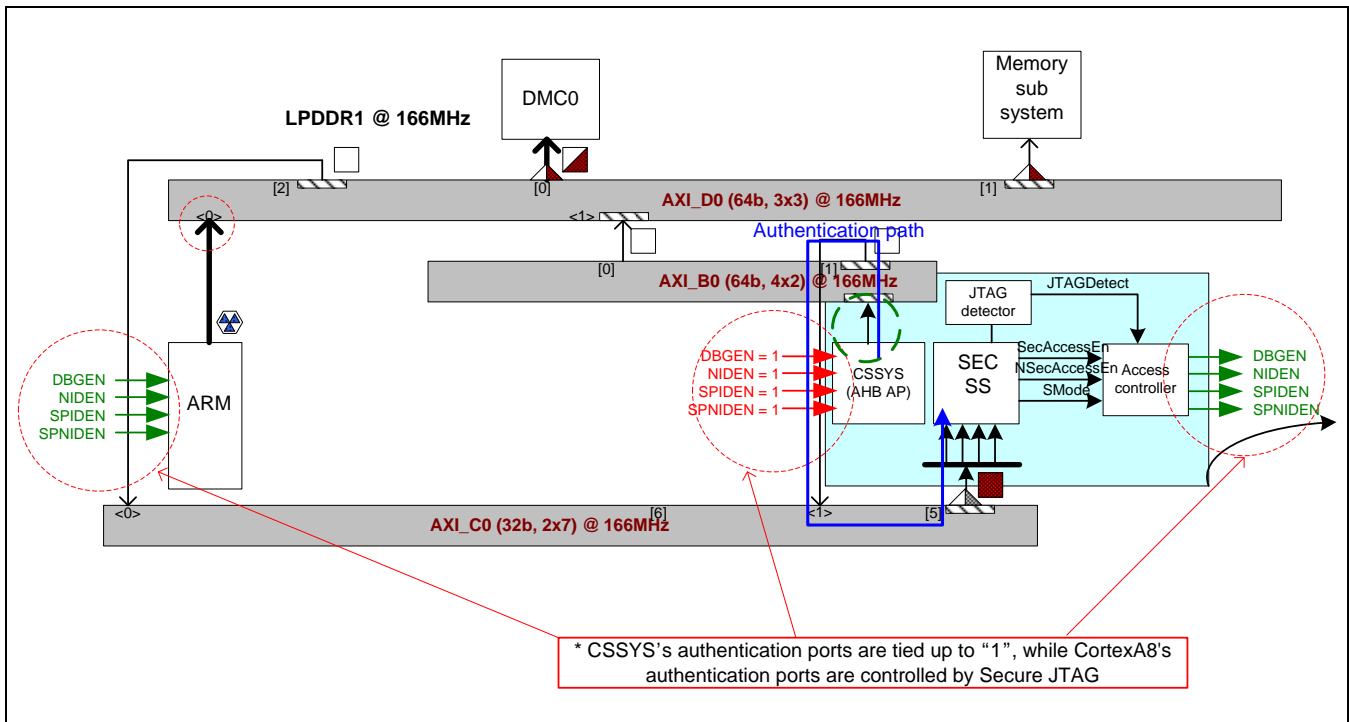 DMC0
Memory
sub
system
LPDDR1 @ 166MHz
[2]
[0]
[1]
AXI_D0 (64b, 3x3) @ 166MHz
<0>
<1>
Authentication path
[0]
[1]
AXI_B0 (64b, 4x2) @ 166MHz
JTAG
detector
JTAGDetect
DBGEN
NIDEN
SPIDEN
SPNIDEN
ARM
DBGEN = 1
NIDEN = 1
SPIDEN = 1
SPNIDEN = 1
CSSYS
(AHB AP)
SEC
SS
SecAccessEn
NSecAccessEn
SMode
Access
controller
DBGEN
NIDEN
SPIDEN
SPNIDEN
<0>
[6]
<1>
[5]
AXI_C0 (32b, 2x7) @ 166MHz
* CSSYS's authentication ports are tied up to “1”, while CortexA8's
authentication ports are controlled by Secure JTAG